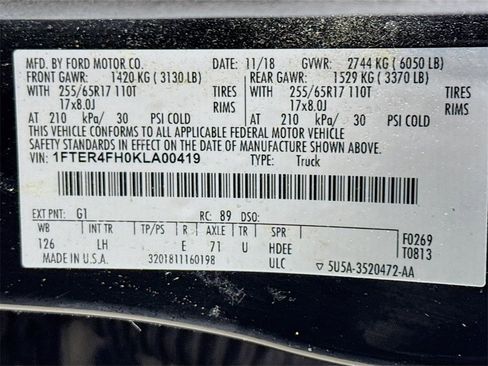 MFD. BY FORD MOTOR CO. DATE: 11/18 GVWR: 2744 KG ( 6050 LB)
FRONT GAWR: 1420 KG ( 3130 LB) REAR GAWR: 1529 KG ( 3370 LB)
WITH 255/65R17 110T TIRES WITH 255/65R17 110T TIRES
17x8.0J RIMS 17x8.0J RIMS
AT 210 kPa/ 30 PSI COLD AT 210 kPa/ 30 PSI COLD
THIS VEHICLE CONFORMS TO ALL APPLICABLE FEDERAL MOTOR VEHICLE
SAFETY STANDARDS IN EFFECT ON THE DATE OF MANUFACTURE SHOWN ABOVE.
VIN: 1FTER4FH0KLA00419 TYPE: Truck
EXT PNT: G1 RC: 89 DSO:
WB INT TR TP/PS R AXLE TR SPR F0269
126 LH E 71 U HDEE T0813
MADE IN U.S.A. 3201811160198 ULC 5U5A-3520472-AA